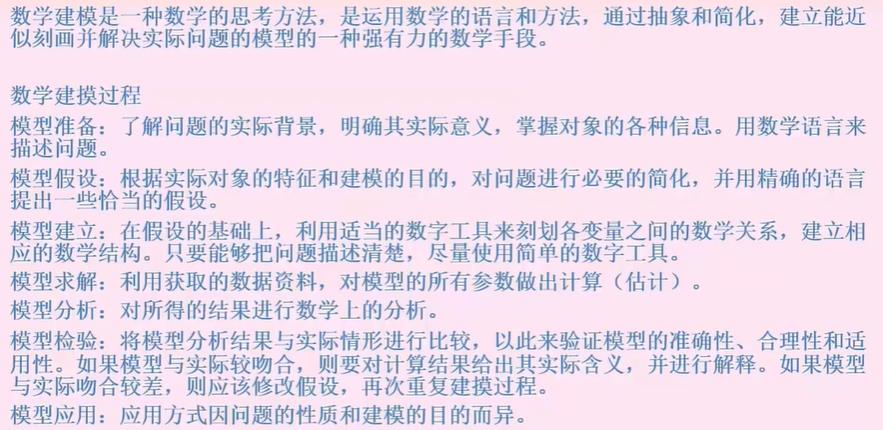 数学建模是一种数学的思考方法，是运用数学的语言和方法，通过抽象和简化，建立能近
似刻画并解决实际问题的模型的一种强有力的数学手段。
数学建摸过程
模型准备：了解问题的实际背景，明确其实际意义，掌握对象的各种信息。用数学语言来
描述问题。
模型假设：根据实际对象的特征和建模的目的，对问题进行必要的简化，并用精确的语言
提出一些恰当的假设。
模型建立：在假设的基础上，利用适当的数字工具来刻划各变量之间的数学关系，建立相
应的数学结构。只要能够把问题描述清楚，尽量使用简单的数字工具。
模型求解：利用获取的数据资料，对模型的所有参数做出计算（估计）。
模型分析：对所得的结果进行数学上的分析。
模型检验：将模型分析结果与实际情形进行比较，以此来验证模型的准确性、合理性和适
用性。如果模型与实际较吻合，则要对计算结果给出其实际含义，并进行解释。如果模型
与实际吻合较差，则应该修改假设，再次重复建摸过程。
模型应用：应用方式因问题的性质和建模的目的而异。